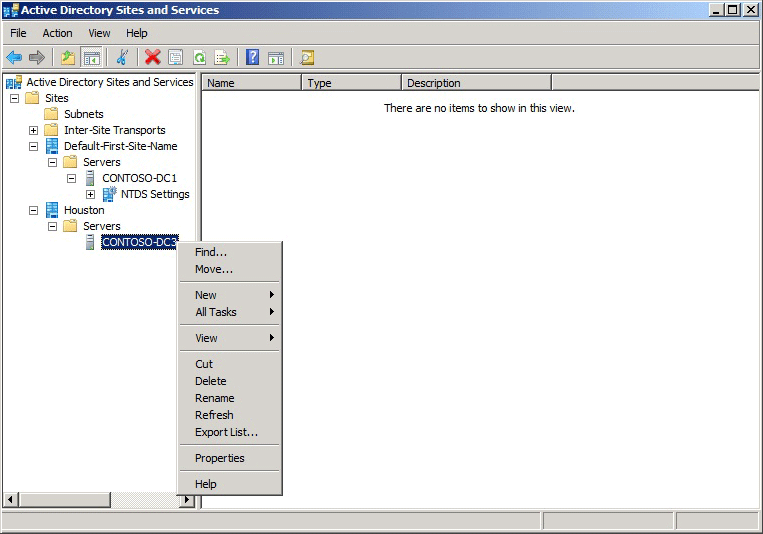 Active Directory Sites and Services
File Action View Help
Active Directory Sites and Services
Sites
Subnets
Inter-Site Transports
Default-First-Site-Name
Servers
CONTOSO-DC1
NTDS Settings
Houston
Servers
CONTOSO-DC3
Name Type Description
There are no items to show in this view.
Find...
Move...
New
All Tasks
View
Cut
Delete
Rename
Refresh
Export List...
Properties
Help